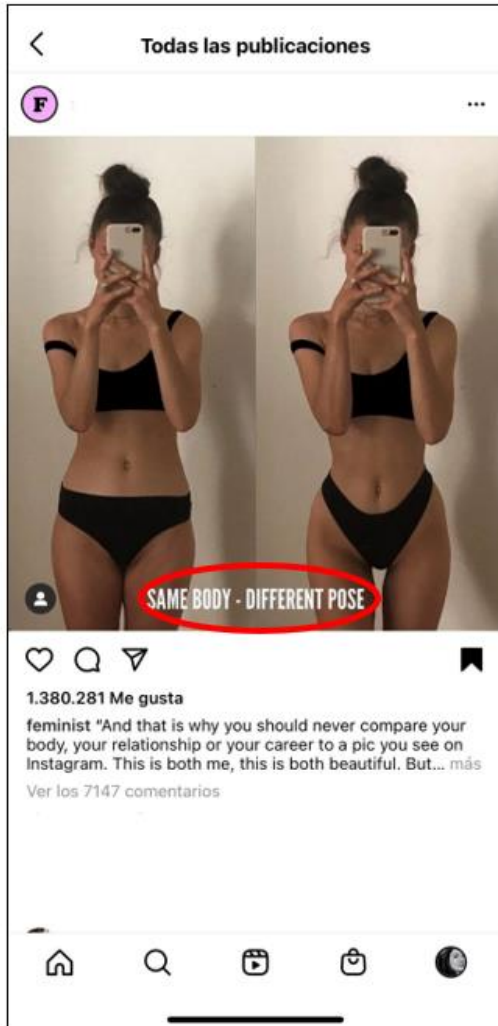 Todas las publicaciones
F
SAME BODY - DIFFERENT POSE
1.380.281 Me gusta
feminist “And that is why you should never compare your
body, your relationship or your career to a pic you see on
Instagram. This is both me, this is both beautiful. But... más
Ver los 7147 comentarios